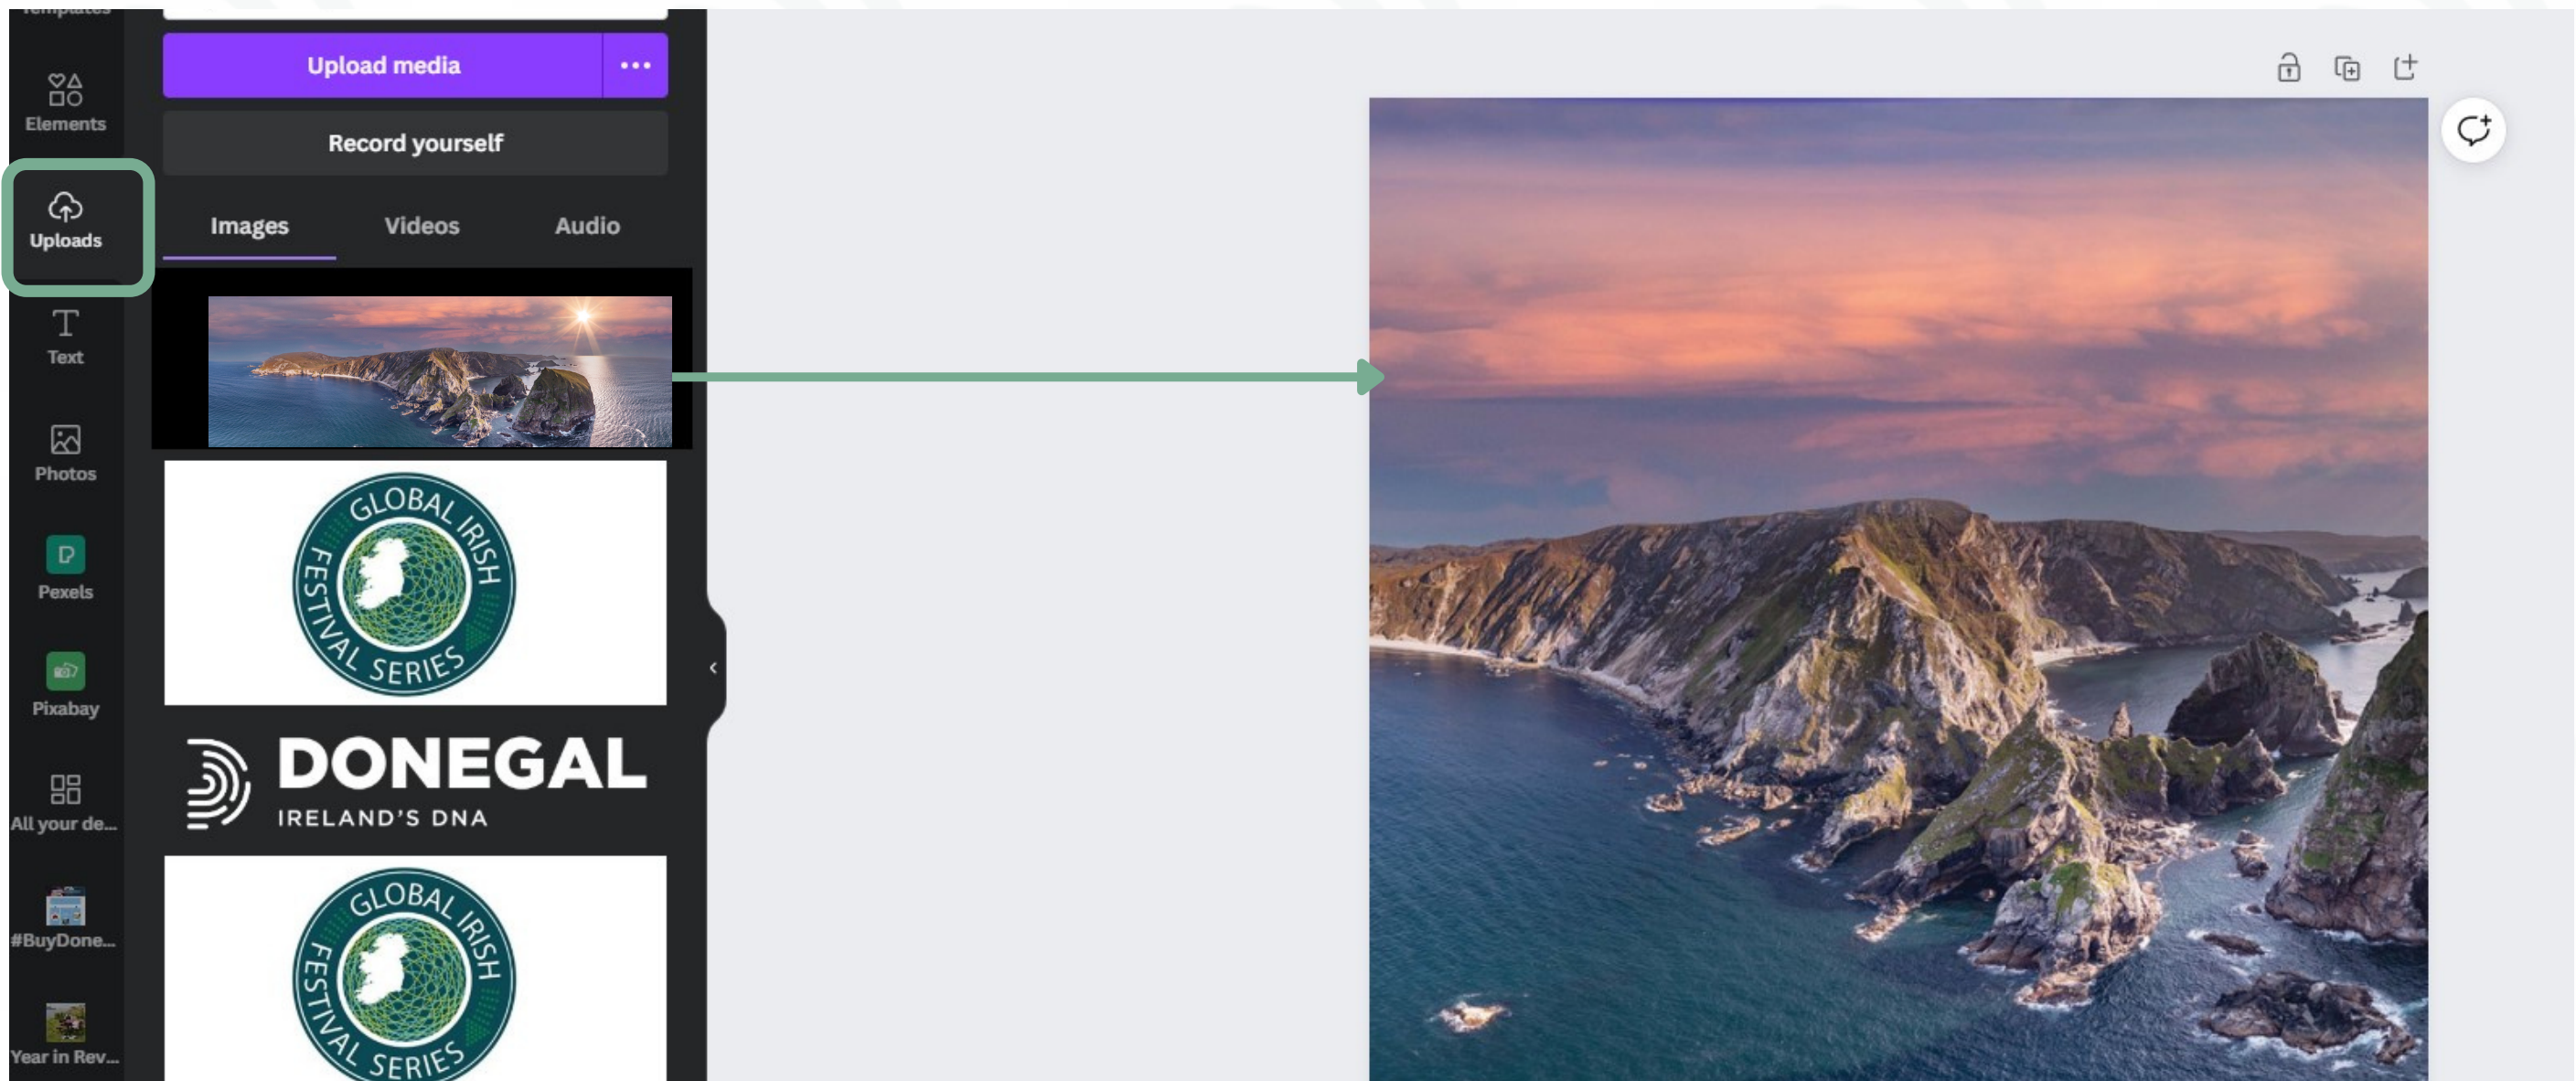 Templates
Elements
Uploads
Text
Photos
Pexels
Pixabay
All your de...
#BuyDone...
Year in Rev...
Upload media
Record yourself
Images Videos Audio
GLOBAL IRISH
FESTIVAL SERIES
DONEGAL
IRELAND'S DNA
GLOBAL IRISH
FESTIVAL SERIES